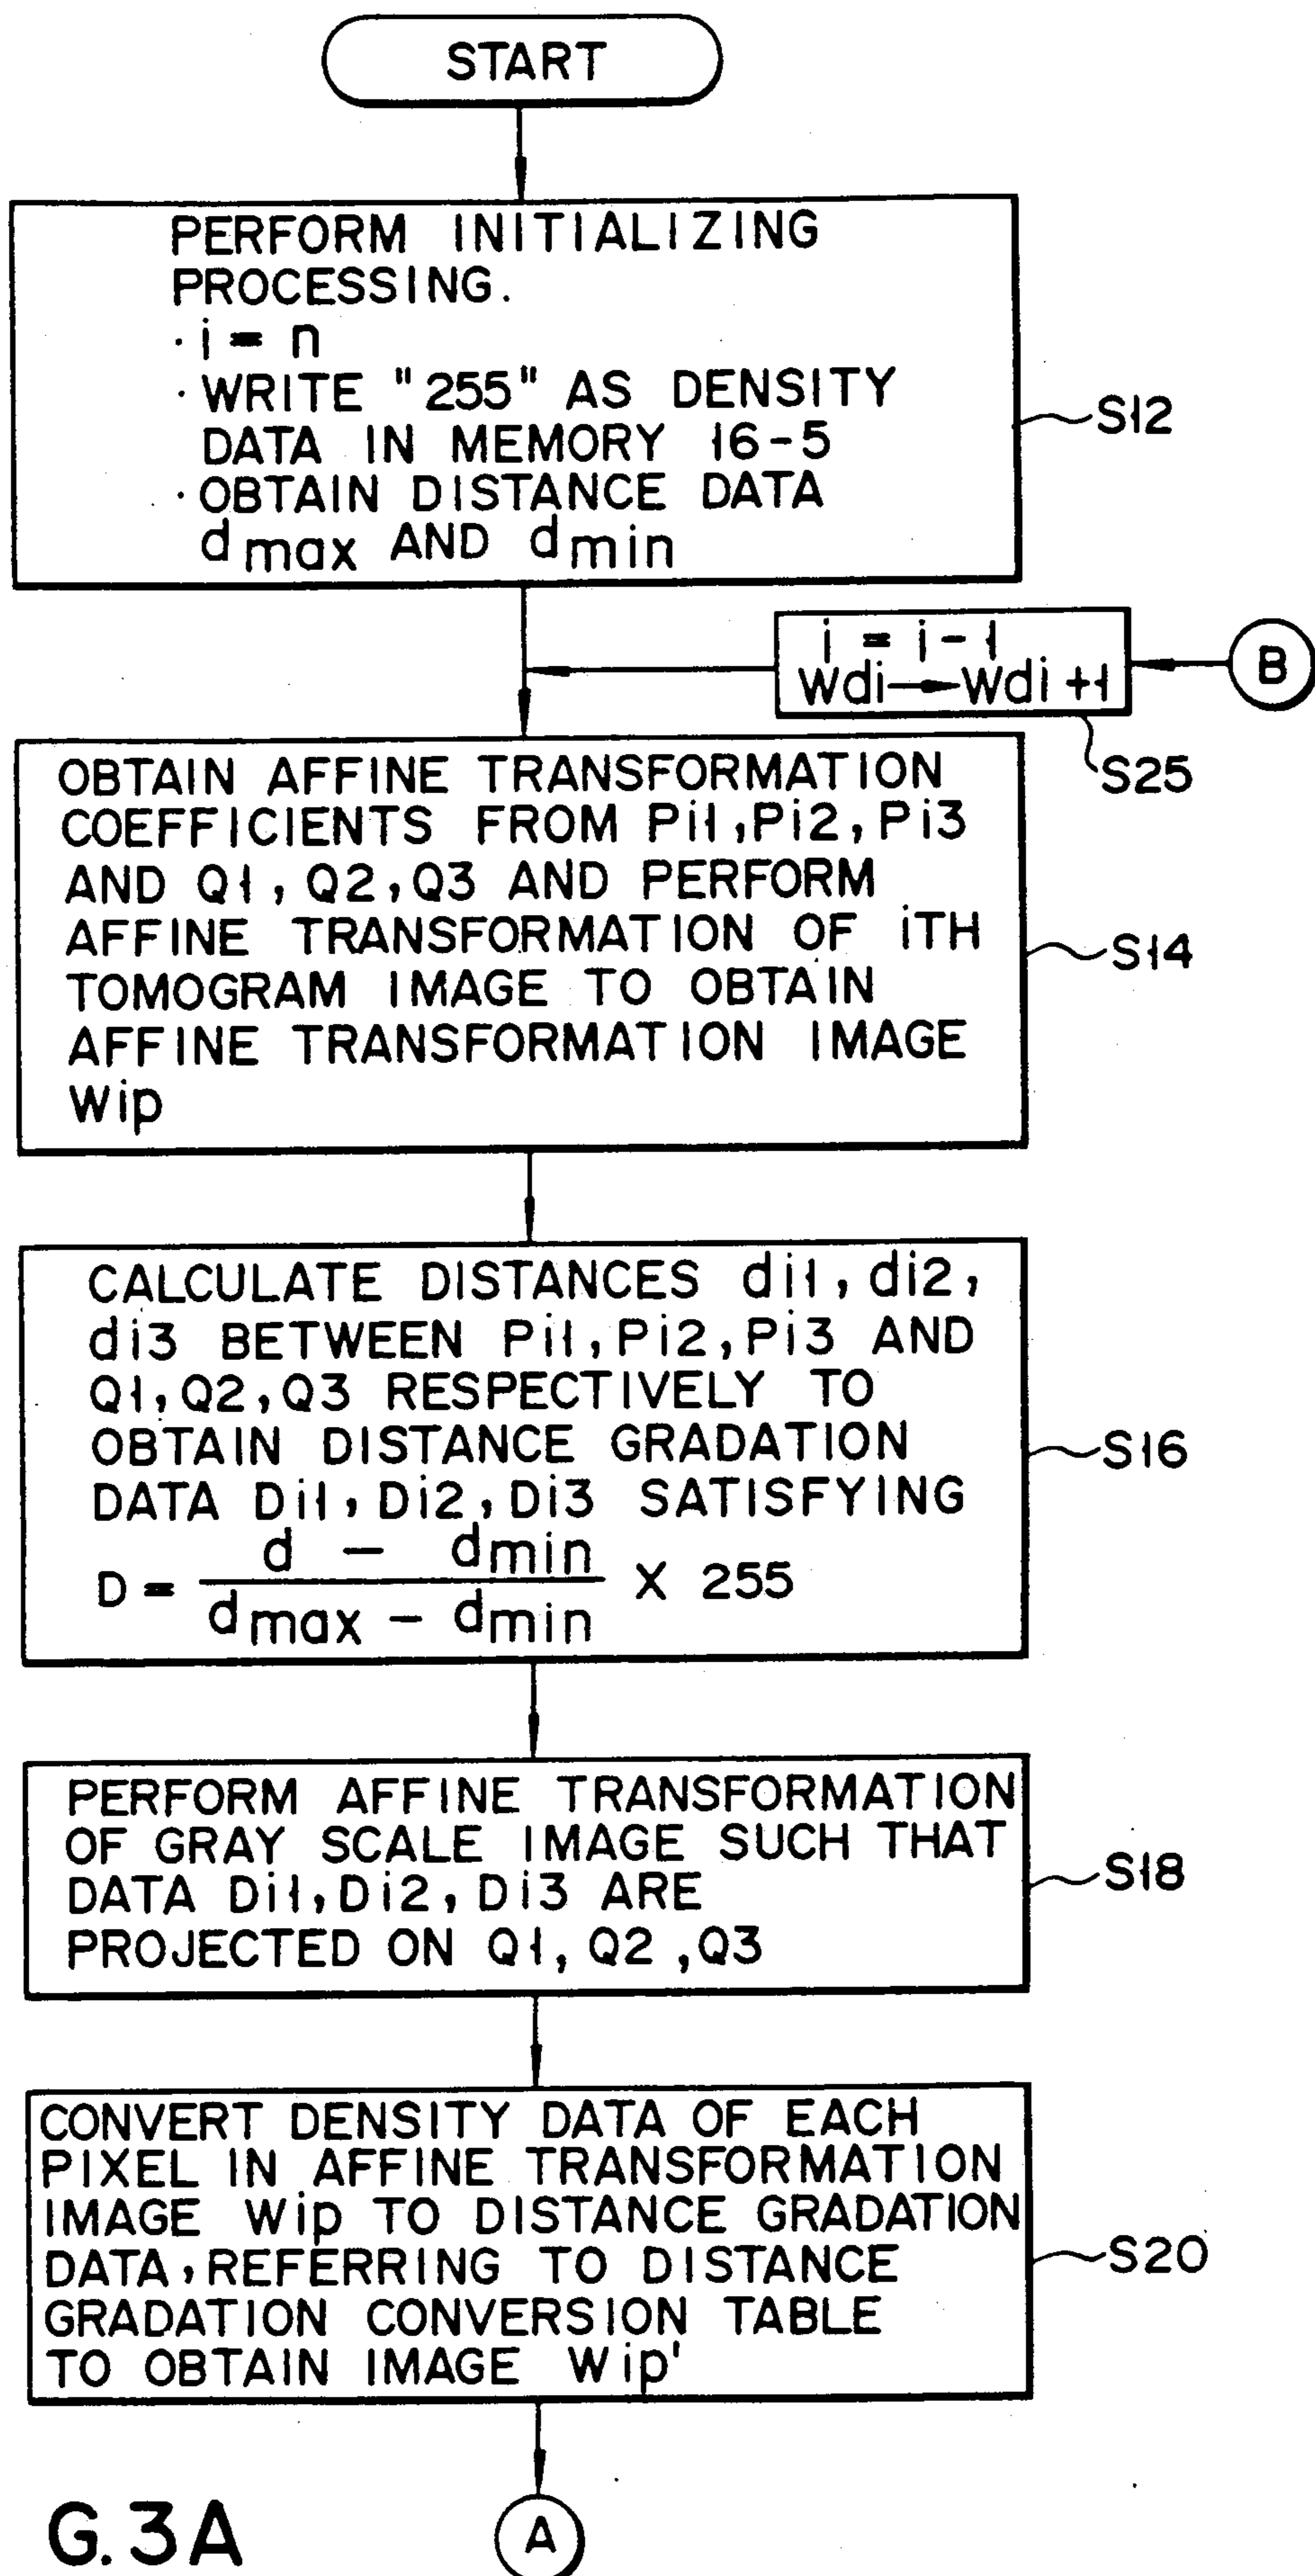 START
PERFORM INITIALIZING
PROCESSING.
· i = n
· WRITE "255" AS DENSITY
DATA IN MEMORY 16-5
· OBTAIN DISTANCE DATA
dmax AND dmin
S12
i = i - 1
Wdi → Wdi +1
B
S25
OBTAIN AFFINE TRANSFORMATION
COEFFICIENTS FROM Pi1, Pi2, Pi3
AND Q1, Q2, Q3 AND PERFORM
AFFINE TRANSFORMATION OF iTH
TOMOGRAM IMAGE TO OBTAIN
AFFINE TRANSFORMATION IMAGE
Wip
S14
CALCULATE DISTANCES di1, di2,
di3 BETWEEN Pi1, Pi2, Pi3 AND
Q1, Q2, Q3 RESPECTIVELY TO
OBTAIN DISTANCE GRADATION
DATA Di1, Di2, Di3 SATISFYING
d - dmin
D = ――― X 255
dmax - dmin
S16
PERFORM AFFINE TRANSFORMATION
OF GRAY SCALE IMAGE SUCH THAT
DATA Di1, Di2, Di3 ARE
PROJECTED ON Q1, Q2, Q3
S18
CONVERT DENSITY DATA OF EACH
PIXEL IN AFFINE TRANSFORMATION
IMAGE Wip TO DISTANCE GRADATION
DATA, REFERRING TO DISTANCE
GRADATION CONVERSION TABLE
TO OBTAIN IMAGE Wip'
S20
G. 3A
A